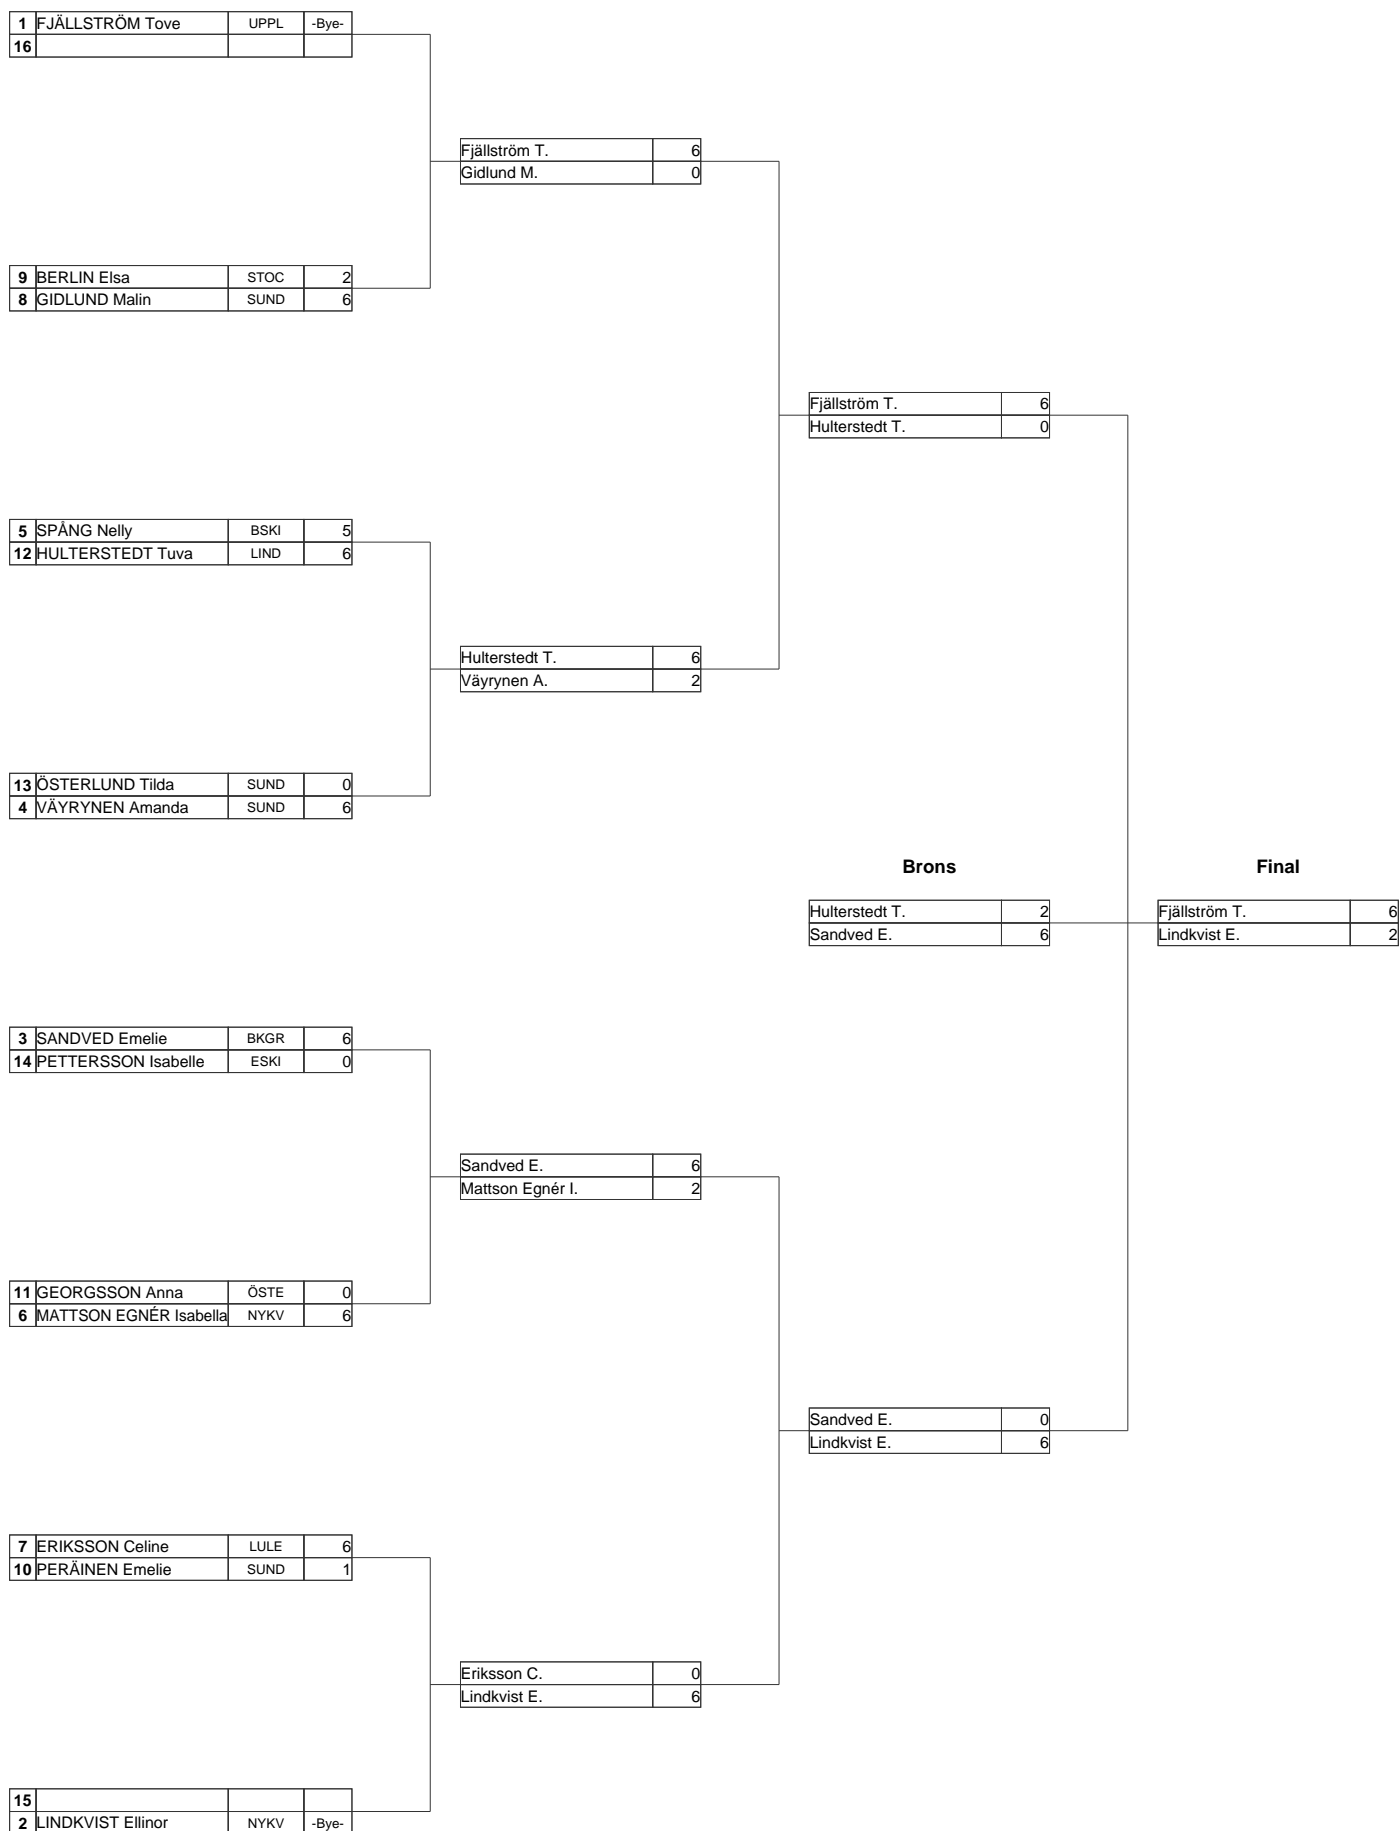 1 FJÄLLSTRÖM Tove UPPL -Bye-
16
Fjällström T. 6
Gidlund M. 0
9 BERLIN Elsa STOC 2
8 GIDLUND Malin SUND 6
Fjällström T. 6
Hulterstedt T. 0
5 SPÅNG Nelly BSKI 5
12 HULTERSTEDT Tuva LIND 6
Hulterstedt T. 6
Väyrynen A. 2
13 ÖSTERLUND Tilda SUND 0
4 VÄYRYNEN Amanda SUND 6
Brons Final
Hulterstedt T. 2 Fjällström T. 6
Sandved E. 6 Lindkvist E. 2
3 SANDVED Emelie BKGR 6
14 PETTERSSON Isabelle ESKI 0
Sandved E. 6
Mattson Egnér I. 2
11 GEORGSSON Anna ÖSTE 0
6 MATTSON EGNÉR Isabella NYKV 6
Sandved E. 0
Lindkvist E. 6
7 ERIKSSON Celine LULE 6
10 PERÄINEN Emelie SUND 1
Eriksson C. 0
Lindkvist E. 6
15
2 LINDKVIST Ellinor NYKV -Bye-